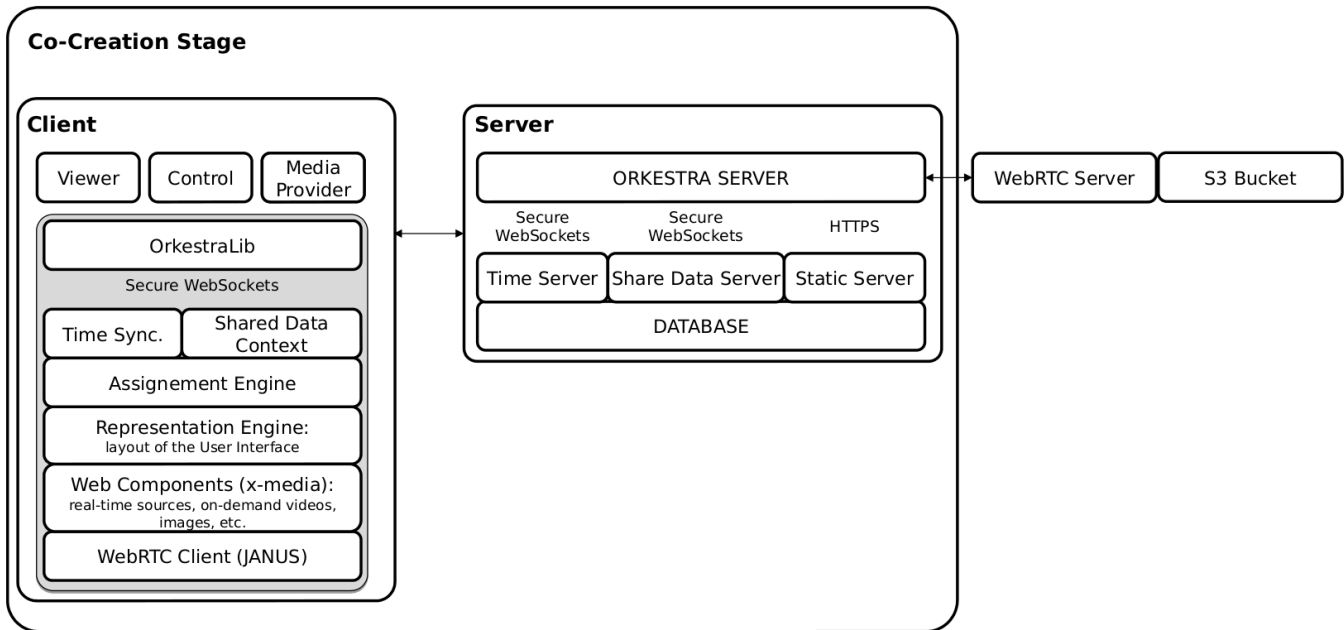 Co-Creation Stage
Client
Viewer
Control
Media
Provider
OrkestraLib
Secure WebSockets
Time Sync.
Shared Data
Context
Assignement Engine
Representation Engine:
layout of the User Interface
Web Components (x-media):
real-time sources, on-demand videos,
images, etc.
WebRTC Client (JANUS)
Server
ORKESTRA SERVER
Secure
WebSockets
Secure
WebSockets
HTTPS
Time Server
Share Data Server
Static Server
DATABASE
WebRTC Server
S3 Bucket